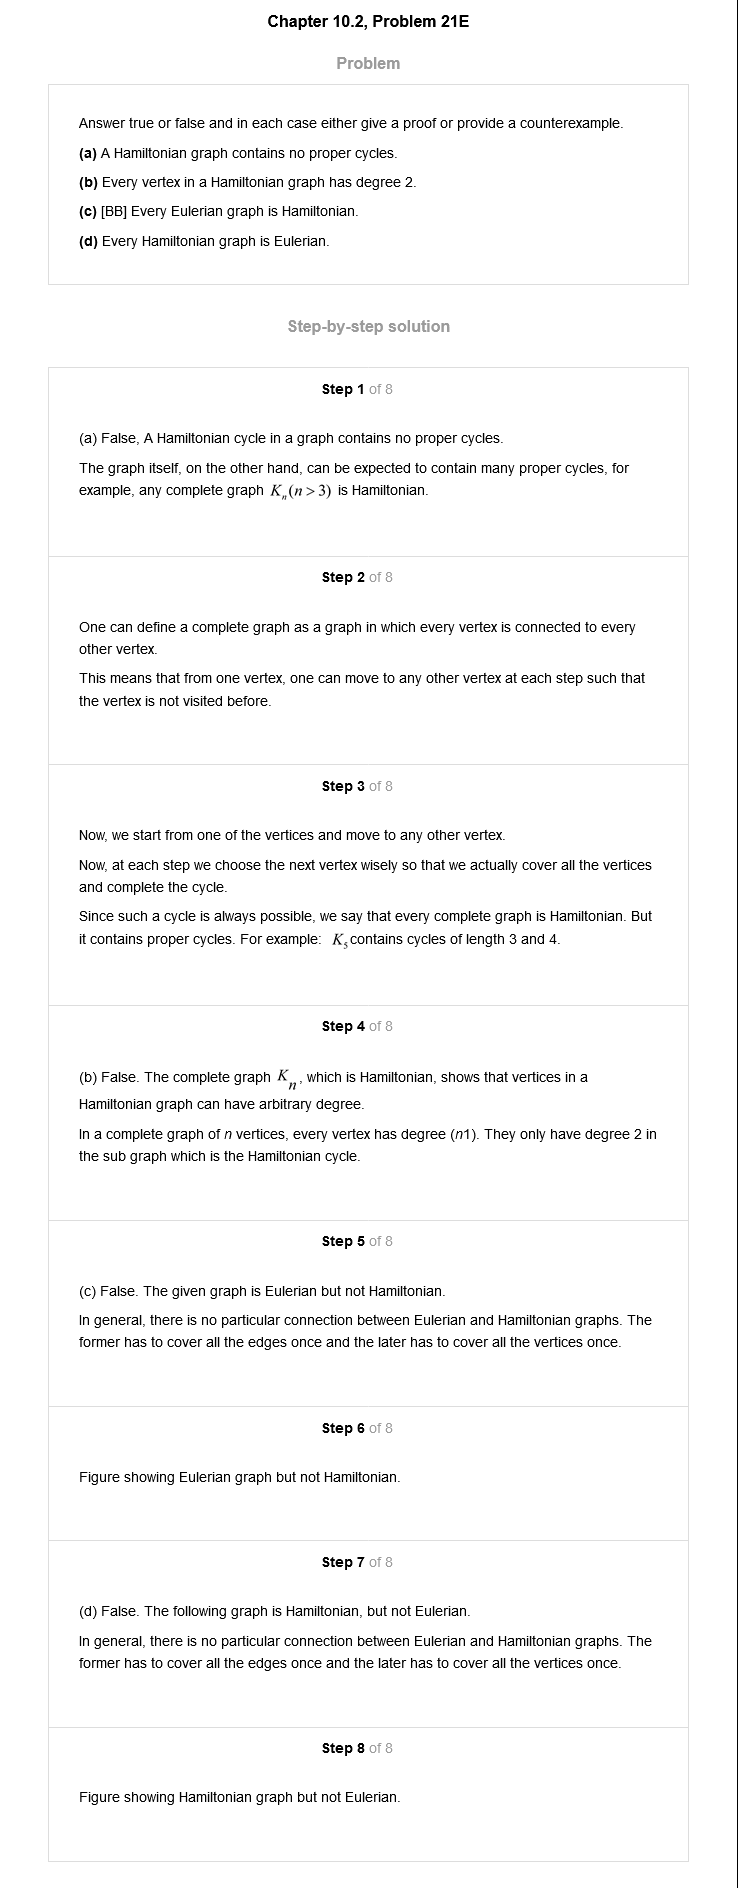 Chapter 10.2, Problem 21E
Problem
Answer true or false and in each case either give a proof or provide a counterexample.
(a) A Hamiltonian graph contains no proper cycles.
(b) Every vertex in a Hamiltonian graph has degree 2.
(c) [BB] Every Eulerian graph is Hamiltonian.
(d) Every Hamiltonian graph is Eulerian.
Step-by-step solution
Step 1 of 8
(a) False, A Hamiltonian cycle in a graph contains no proper cycles.
The graph itself, on the other hand, can be expected to contain many proper cycles, for
example, any complete graph Kₙ(n > 3) is Hamiltonian.
Step 2 of 8
One can define a complete graph as a graph in which every vertex is connected to every
other vertex.
This means that from one vertex, one can move to any other vertex at each step such that
the vertex is not visited before.
Step 3 of 8
Now, we start from one of the vertices and move to any other vertex.
Now, at each step we choose the next vertex wisely so that we actually cover all the vertices
and complete the cycle.
Since such a cycle is always possible, we say that every complete graph is Hamiltonian. But
it contains proper cycles. For example: K₅ contains cycles of length 3 and 4.
Step 4 of 8
(b) False. The complete graph Kₙ, which is Hamiltonian, shows that vertices in a
Hamiltonian graph can have arbitrary degree.
In a complete graph of n vertices, every vertex has degree (n1). They only have degree 2 in
the sub graph which is the Hamiltonian cycle.
Step 5 of 8
(c) False. The given graph is Eulerian but not Hamiltonian.
In general, there is no particular connection between Eulerian and Hamiltonian graphs. The
former has to cover all the edges once and the later has to cover all the vertices once.
Step 6 of 8
Figure showing Eulerian graph but not Hamiltonian.
Step 7 of 8
(d) False. The following graph is Hamiltonian, but not Eulerian.
In general, there is no particular connection between Eulerian and Hamiltonian graphs. The
former has to cover all the edges once and the later has to cover all the vertices once.
Step 8 of 8
Figure showing Hamiltonian graph but not Eulerian.